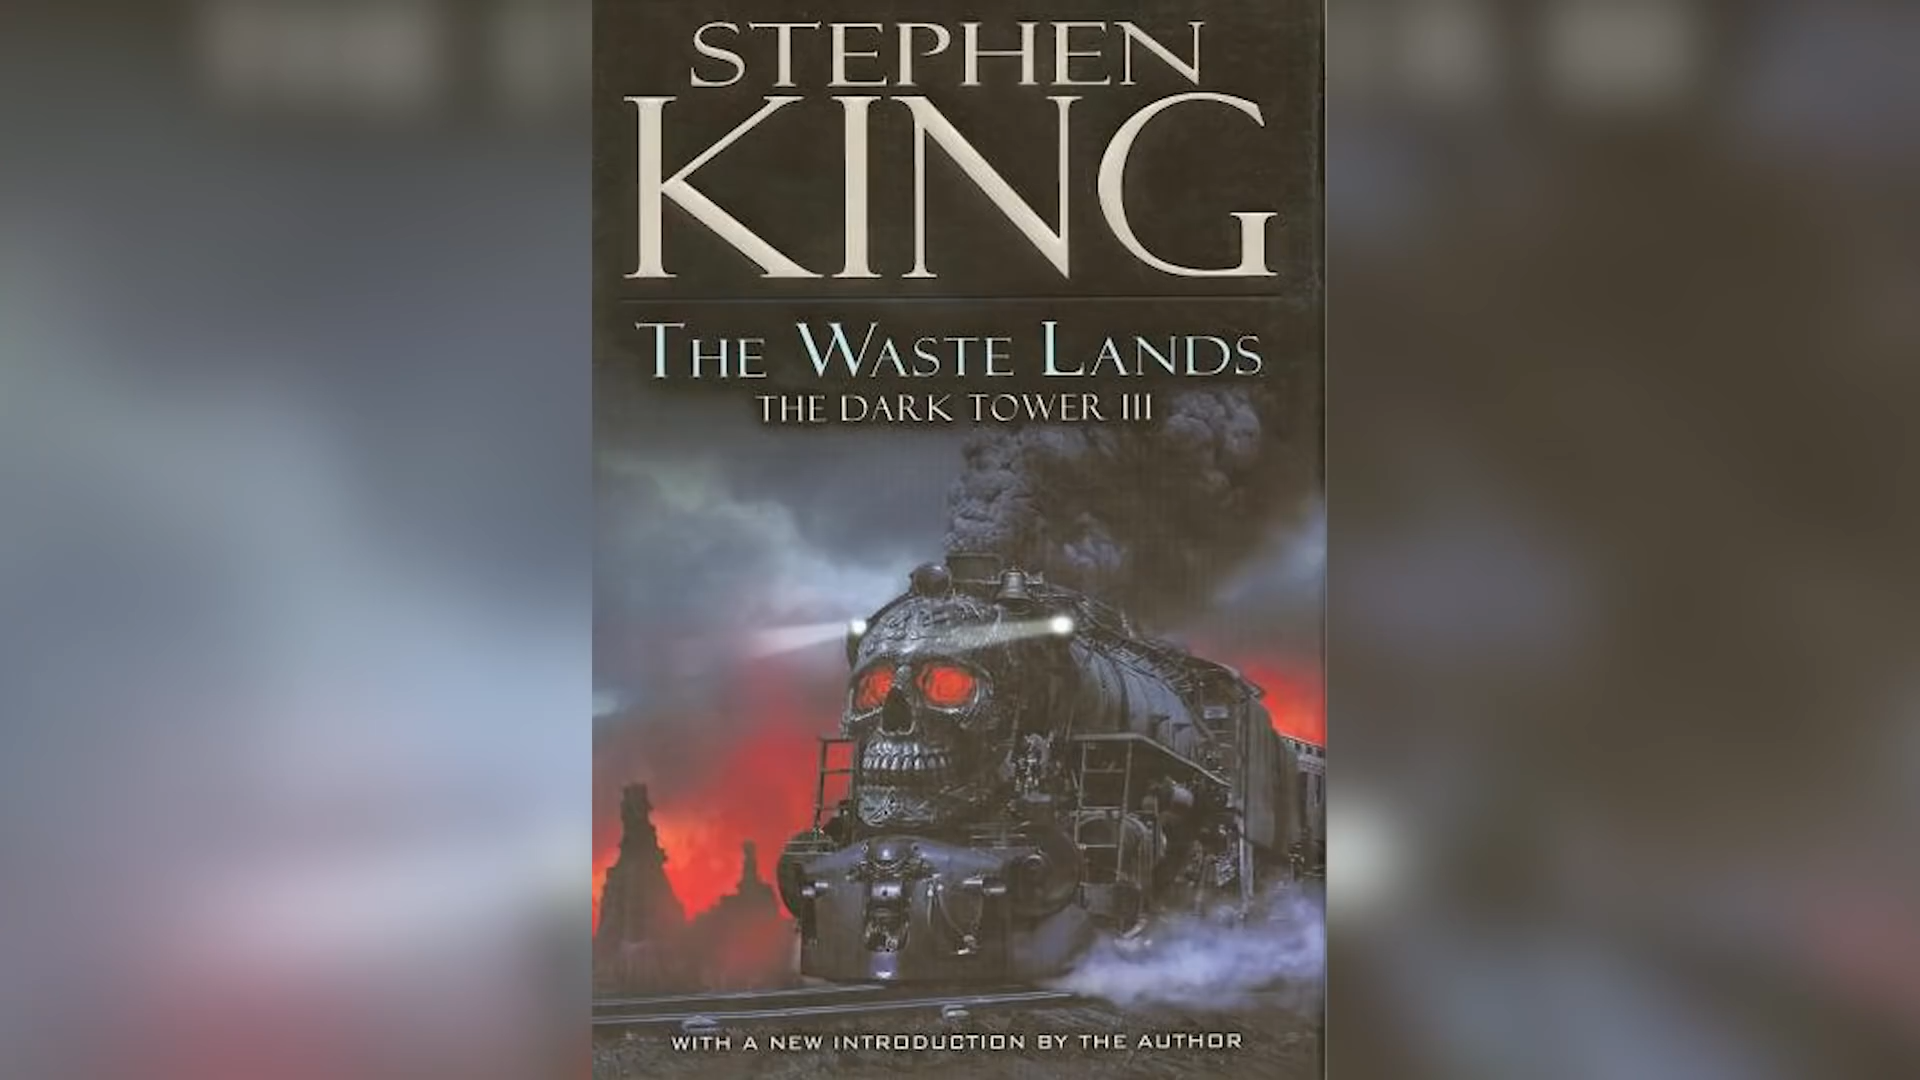 STEPHEN
KING
THE WASTE LANDS
THE DARK TOWER III
WITH A NEW INTRODUCTION BY THE AUTHOR